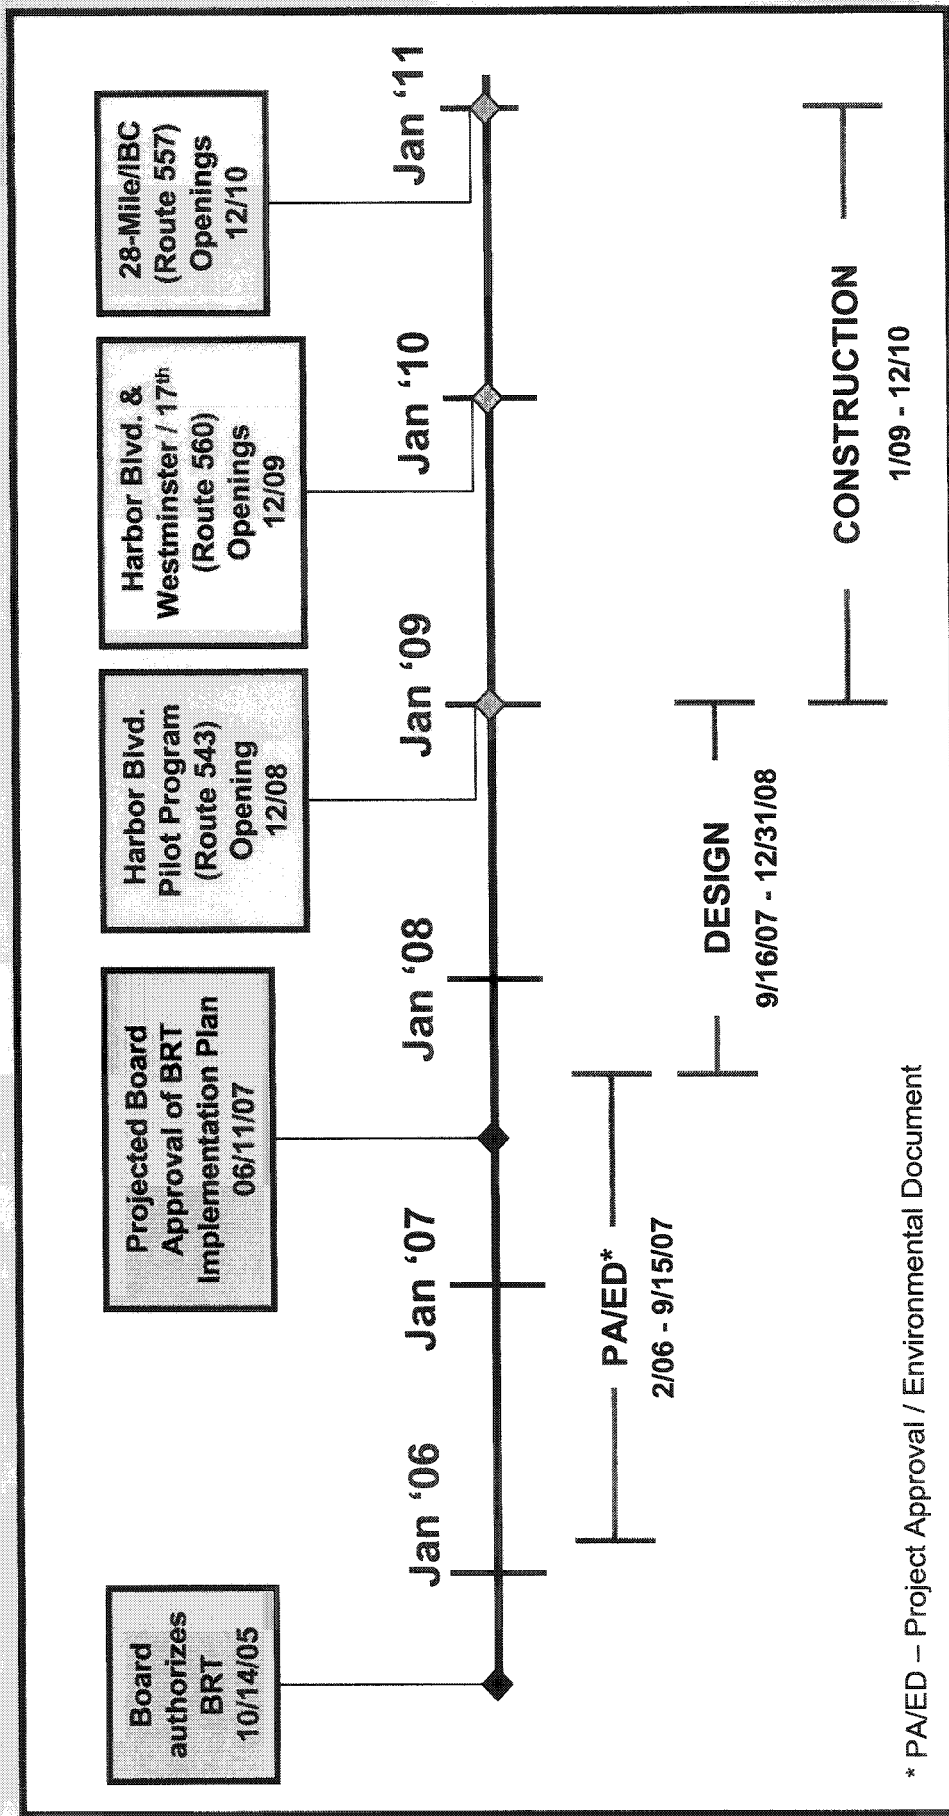 Board
authorizes
BRT
10/14/05
Projected Board
Approval of BRT
Implementation Plan
06/11/07
Harbor Blvd.
Pilot Program
(Route 543)
Opening
12/08
Harbor Blvd. &
Westminster / 17th
(Route 560)
Openings
12/09
28-Mile/IBC
(Route 557)
Openings
12/10
Jan ‘06
Jan ‘07
Jan ‘08
Jan ‘09
Jan ‘10
Jan ‘11
PA/ED*
2/06 - 9/15/07
DESIGN
9/16/07 - 12/31/08
CONSTRUCTION
1/09 - 12/10
* PA/ED – Project Approval / Environmental Document